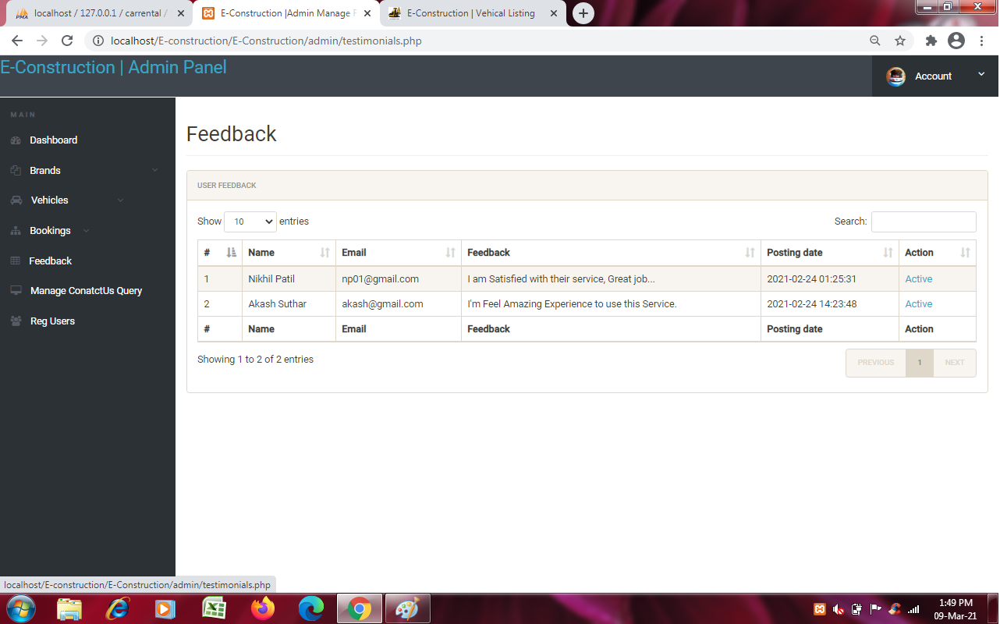 localhost / 127.0.0.1 / carrental /
E-Construction |Admin Manage F
E-Construction | Vehical Listing
localhost/E-construction/E-Construction/admin/testimonials.php
E-Construction | Admin Panel
Account
MAIN
Dashboard
Brands
Vehicles
Bookings
Feedback
Manage ConatctUs Query
Reg Users
Feedback
USER FEEDBACK
Show 10 entries
Search:
# Name Email Feedback Posting date Action
1 Nikhil Patil np01@gmail.com I am Satisfied with their service, Great job... 2021-02-24 01:25:31 Active
2 Akash Suthar akash@gmail.com I'm Feel Amazing Experience to use this Service. 2021-02-24 14:23:48 Active
# Name Email Feedback Posting date Action
Showing 1 to 2 of 2 entries
PREVIOUS 1 NEXT
localhost/E-construction/E-Construction/admin/testimonials.php
1:49 PM
09-Mar-21